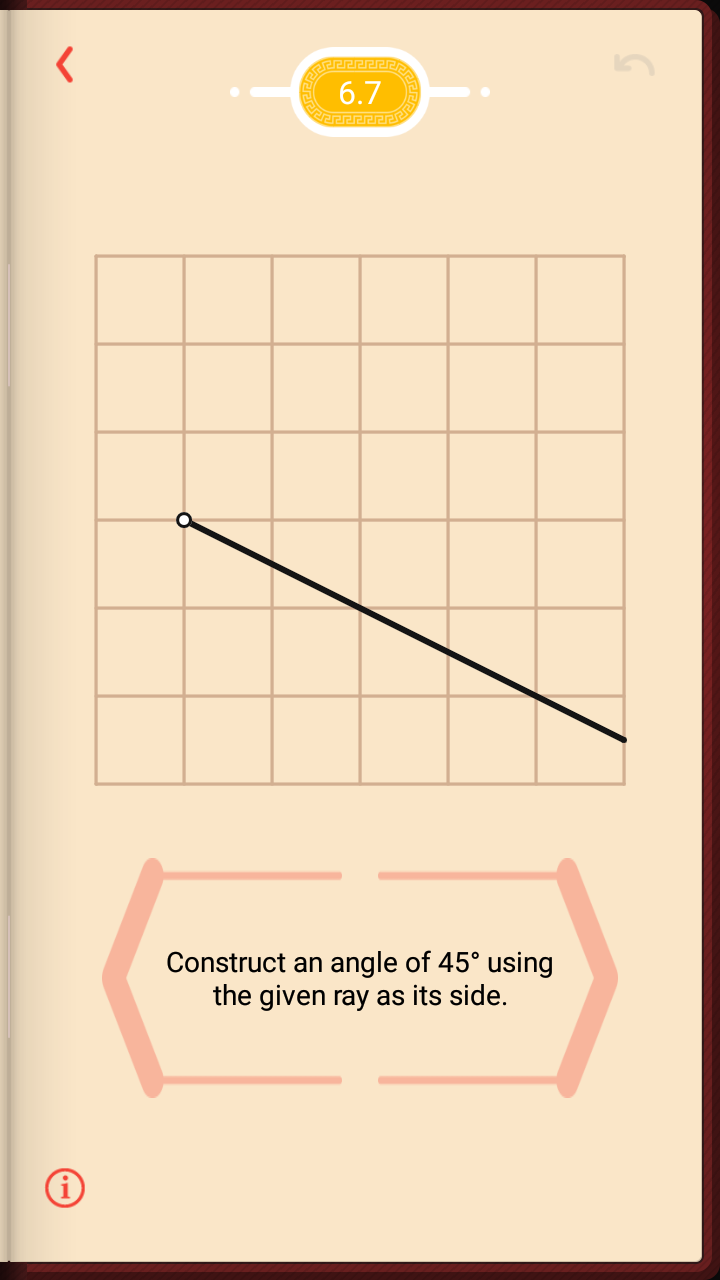 6.7
Construct an angle of 45° using
the given ray as its side.
i